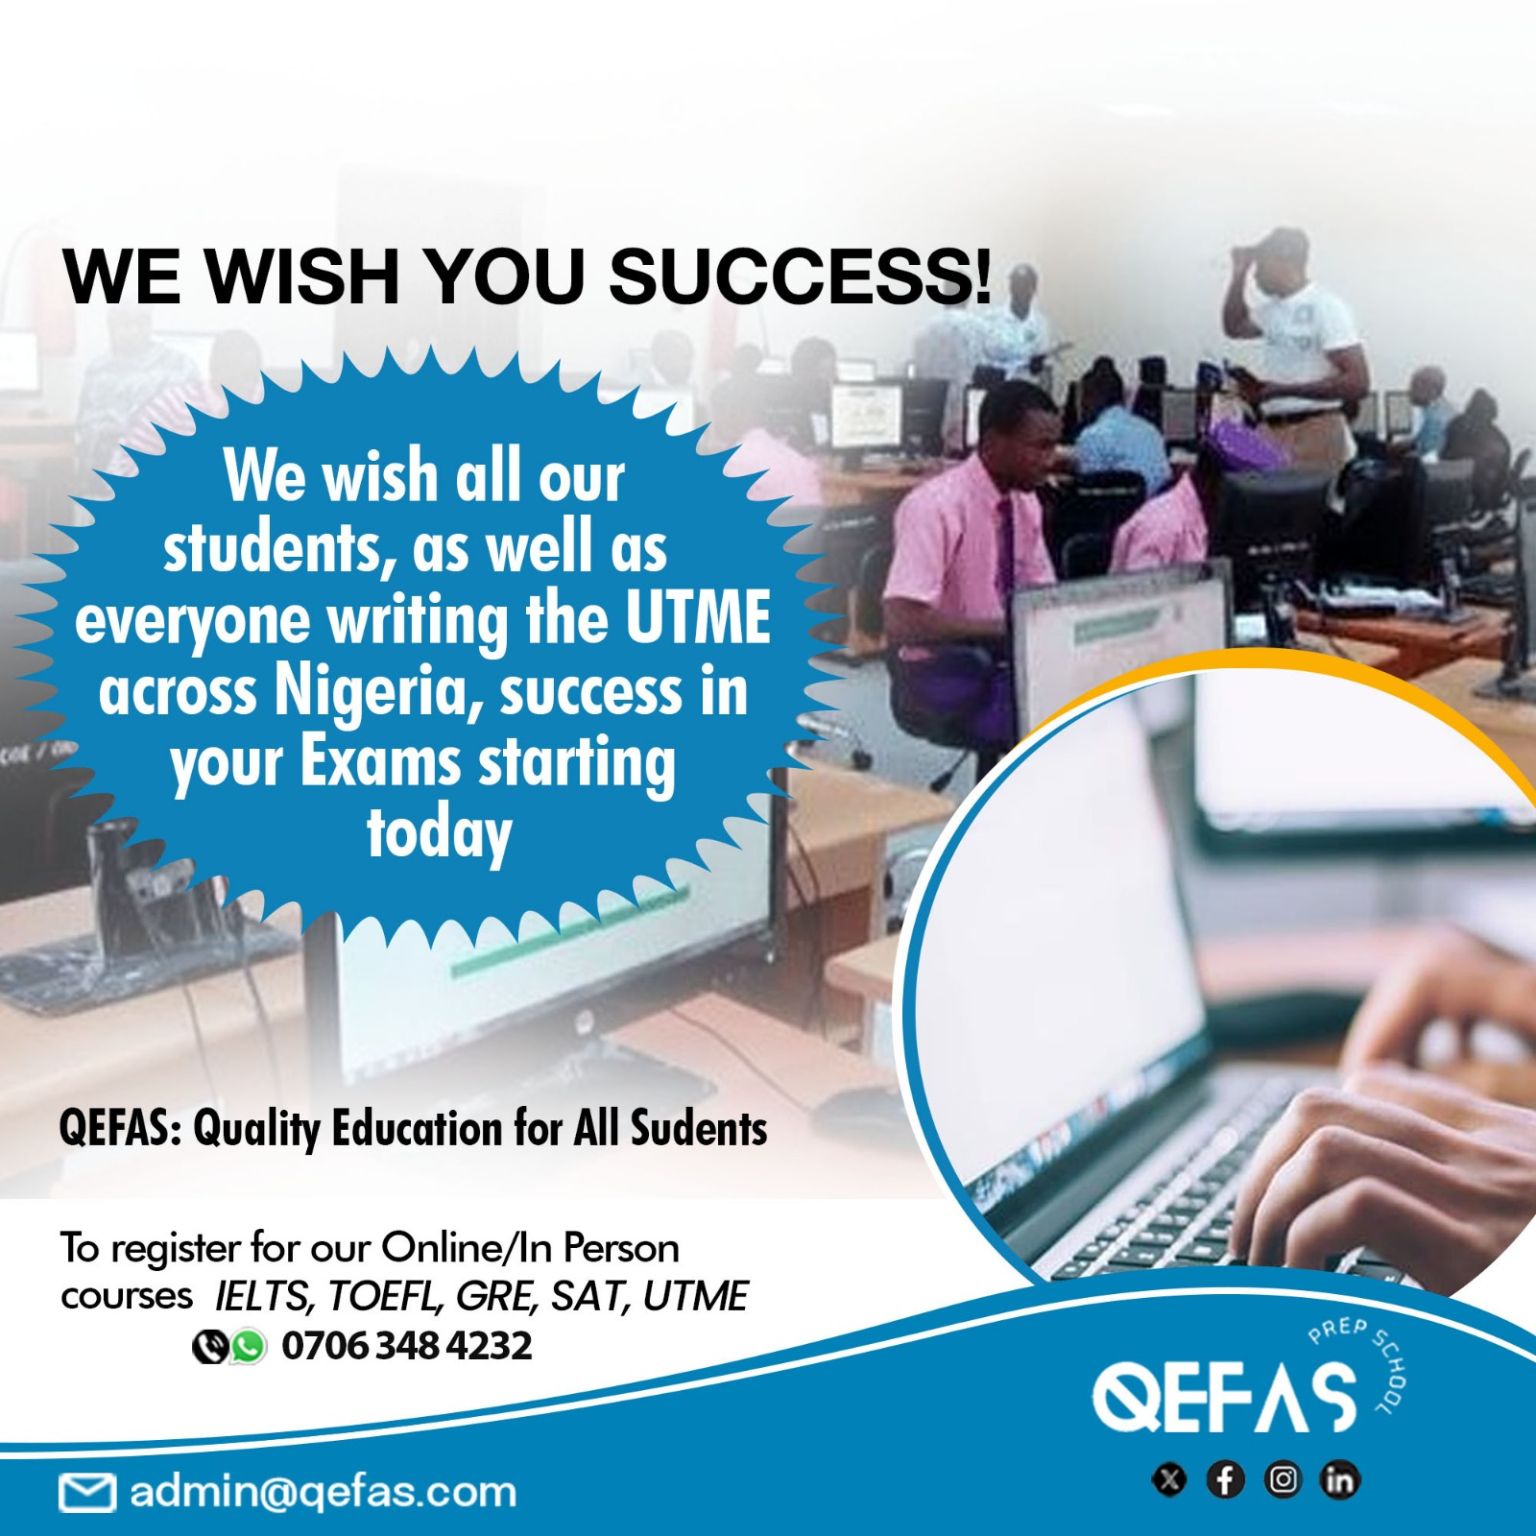 WE WISH YOU SUCCESS!
We wish all our
students, as well as
everyone writing the UTME
across Nigeria, success in
your Exams starting
today
QEFAS: Quality Education for All Sudents
To register for our Online/In Person
courses IELTS, TOEFL, GRE, SAT, UTME
0706 348 4232
PREP SCHOOL
QEFAS
admin@qefas.com